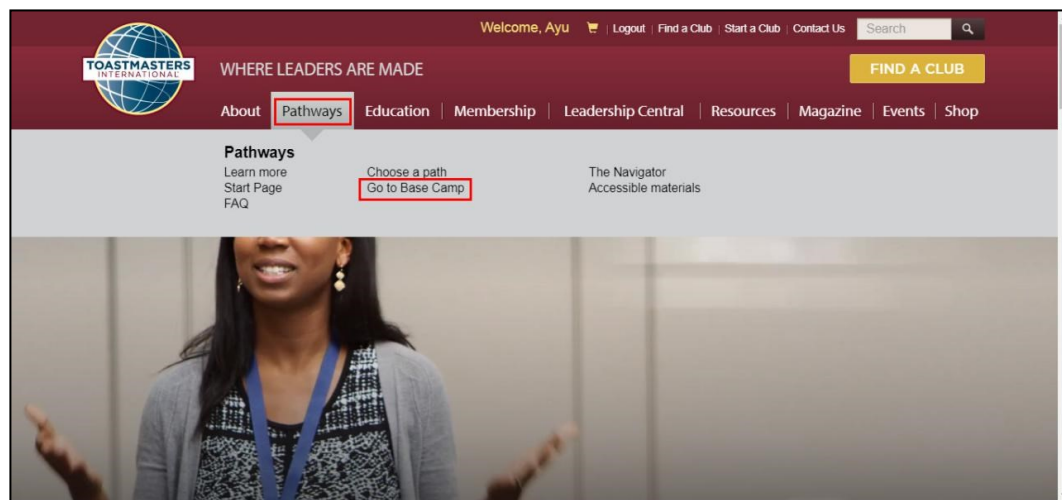 Welcome, Ayu | Logout | Find a Club | Start a Club | Contact Us Search
TOASTMASTERS
INTERNATIONAL
WHERE LEADERS ARE MADE
FIND A CLUB
About Pathways Education | Membership | Leadership Central | Resources | Magazine | Events | Shop
Pathways
Learn more Choose a path The Navigator
Start Page Go to Base Camp Accessible materials
FAQ